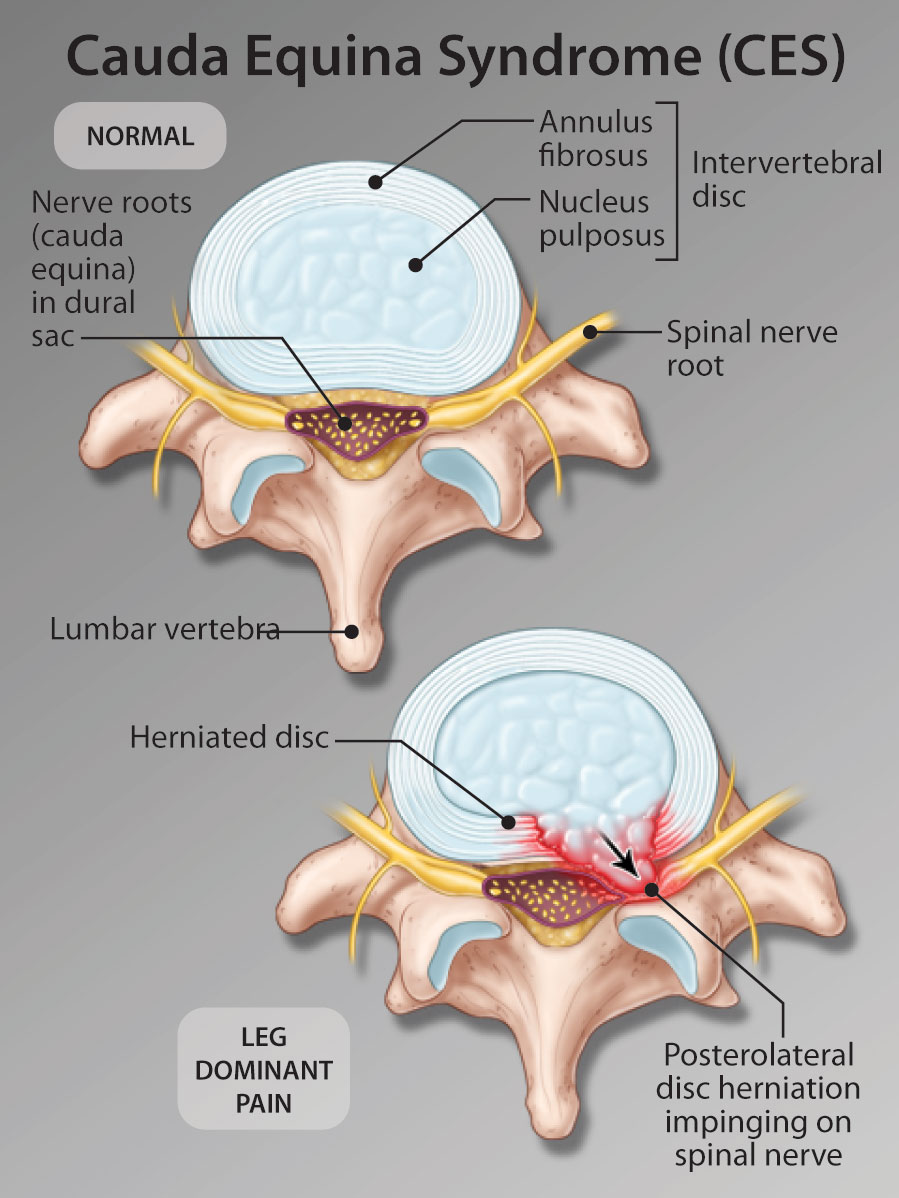 Cauda Equina Syndrome (CES)
NORMAL
Annulus
fibrosus
Nucleus
pulposus
Intervertebral
disc
Nerve roots
(cauda
equina)
in dural
sac
Spinal nerve
root
Lumbar vertebra
Herniated disc
LEG
DOMINANT
PAIN
Posterolateral
disc herniation
impinging on
spinal nerve